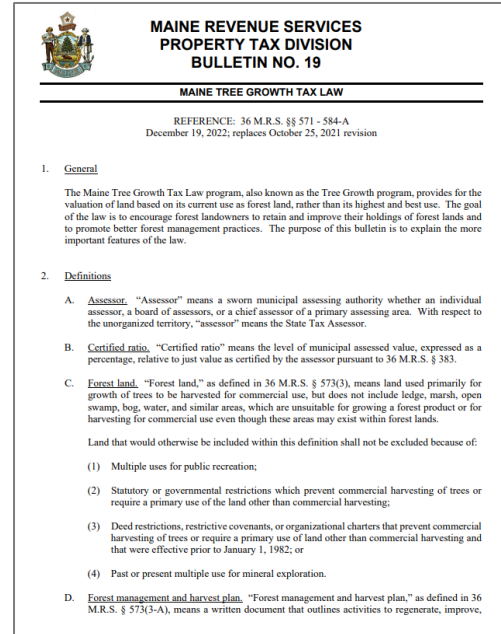 MAINE REVENUE SERVICES
PROPERTY TAX DIVISION
BULLETIN NO. 19
MAINE TREE GROWTH TAX LAW
REFERENCE: 36 M.R.S. §§ 571 - 584-A
December 19, 2022; replaces October 25, 2021 revision
1. General
The Maine Tree Growth Tax Law program, also known as the Tree Growth program, provides for the
valuation of land based on its current use as forest land, rather than its highest and best use. The goal
of the law is to encourage forest landowners to retain and improve their holdings of forest lands and
to promote better forest management practices. The purpose of this bulletin is to explain the more
important features of the law.
2. Definitions
A. Assessor. “Assessor” means a sworn municipal assessing authority whether an individual
assessor, a board of assessors, or a chief assessor of a primary assessing area. With respect to
the unorganized territory, “assessor” means the State Tax Assessor.
B. Certified ratio. “Certified ratio” means the level of municipal assessed value, expressed as a
percentage, relative to just value as certified by the assessor pursuant to 36 M.R.S. § 383.
C. Forest land. “Forest land,” as defined in 36 M.R.S. § 573(3), means land used primarily for
growth of trees to be harvested for commercial use, but does not include ledge, marsh, open
swamp, bog, water, and similar areas, which are unsuitable for growing a forest product or for
harvesting for commercial use even though these areas may exist within forest lands.
Land that would otherwise be included within this definition shall not be excluded because of:
(1) Multiple uses for public recreation;
(2) Statutory or governmental restrictions which prevent commercial harvesting of trees or
require a primary use of the land other than commercial harvesting;
(3) Deed restrictions, restrictive covenants, or organizational charters that prevent commercial
harvesting of trees or require a primary use of land other than commercial harvesting and
that were effective prior to January 1, 1982; or
(4) Past or present multiple use for mineral exploration.
D. Forest management and harvest plan. “Forest management and harvest plan,” as defined in 36
M.R.S. § 573(3-A), means a written document that outlines activities to regenerate, improve,